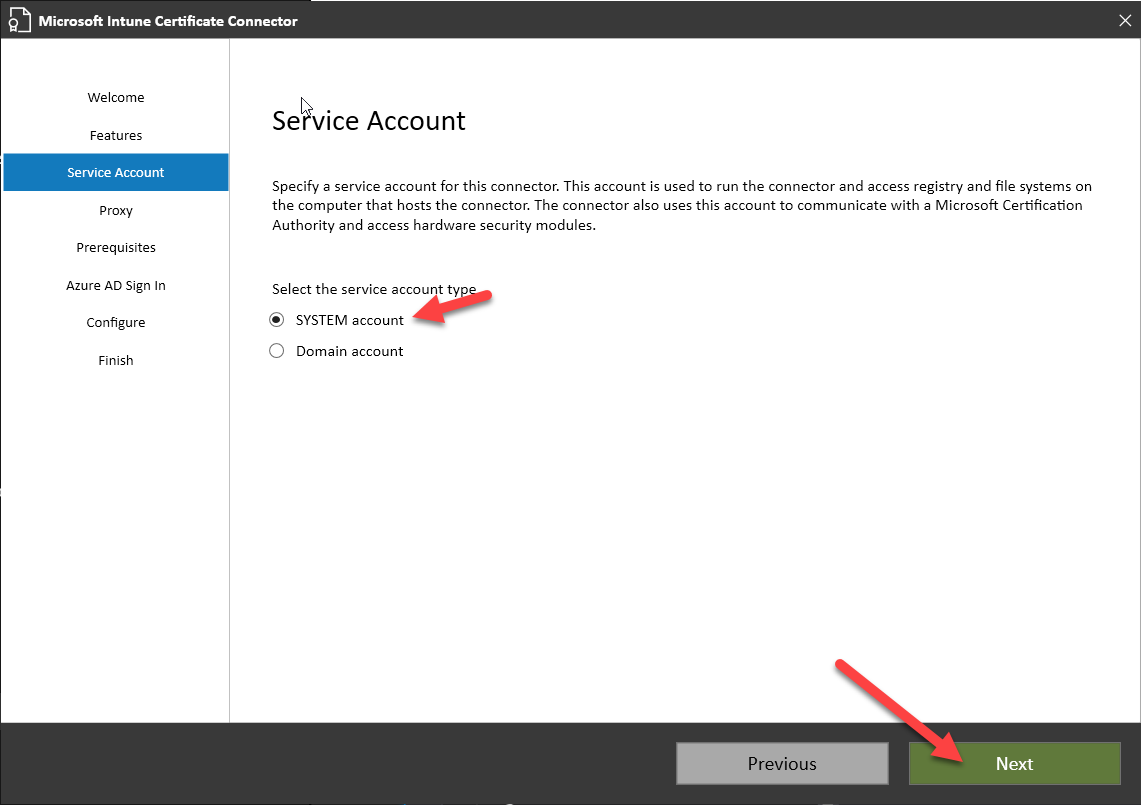 Microsoft Intune Certificate Connector
Welcome
Features
Service Account
Proxy
Prerequisites
Azure AD Sign In
Configure
Finish
Service Account
Specify a service account for this connector. This account is used to run the connector and access registry and file systems on
the computer that hosts the connector. The connector also uses this account to communicate with a Microsoft Certification
Authority and access hardware security modules.
Select the service account type
SYSTEM account
Domain account
Previous
Next